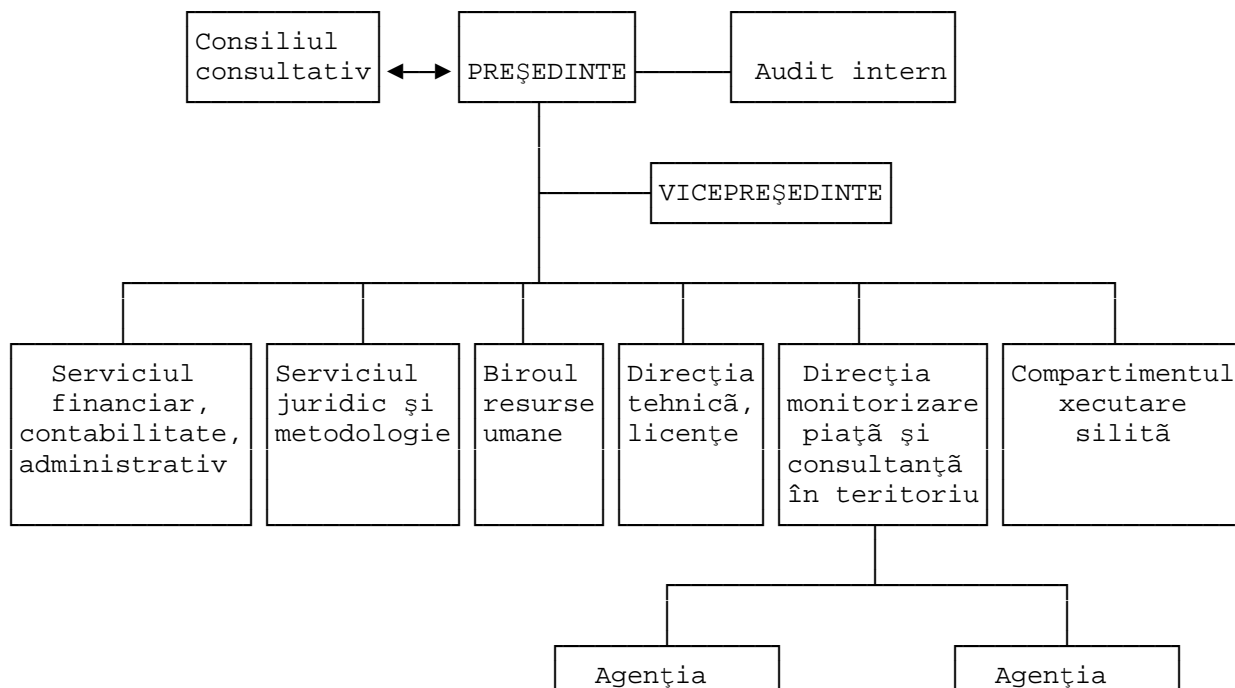 Consiliul
consultativ
PREŞEDINTE
Audit intern
VICEPREŞEDINTE
Serviciul
financiar,
contabilitate,
administrativ
Serviciul
juridic şi
metodologie
Biroul
resurse
umane
Direcţia
tehnicã,
licenţe
Direcţia
monitorizare
piaţã şi
consultanţã
în teritoriu
Compartimentul
xecutare
silitã
Agenţia
Agenţia